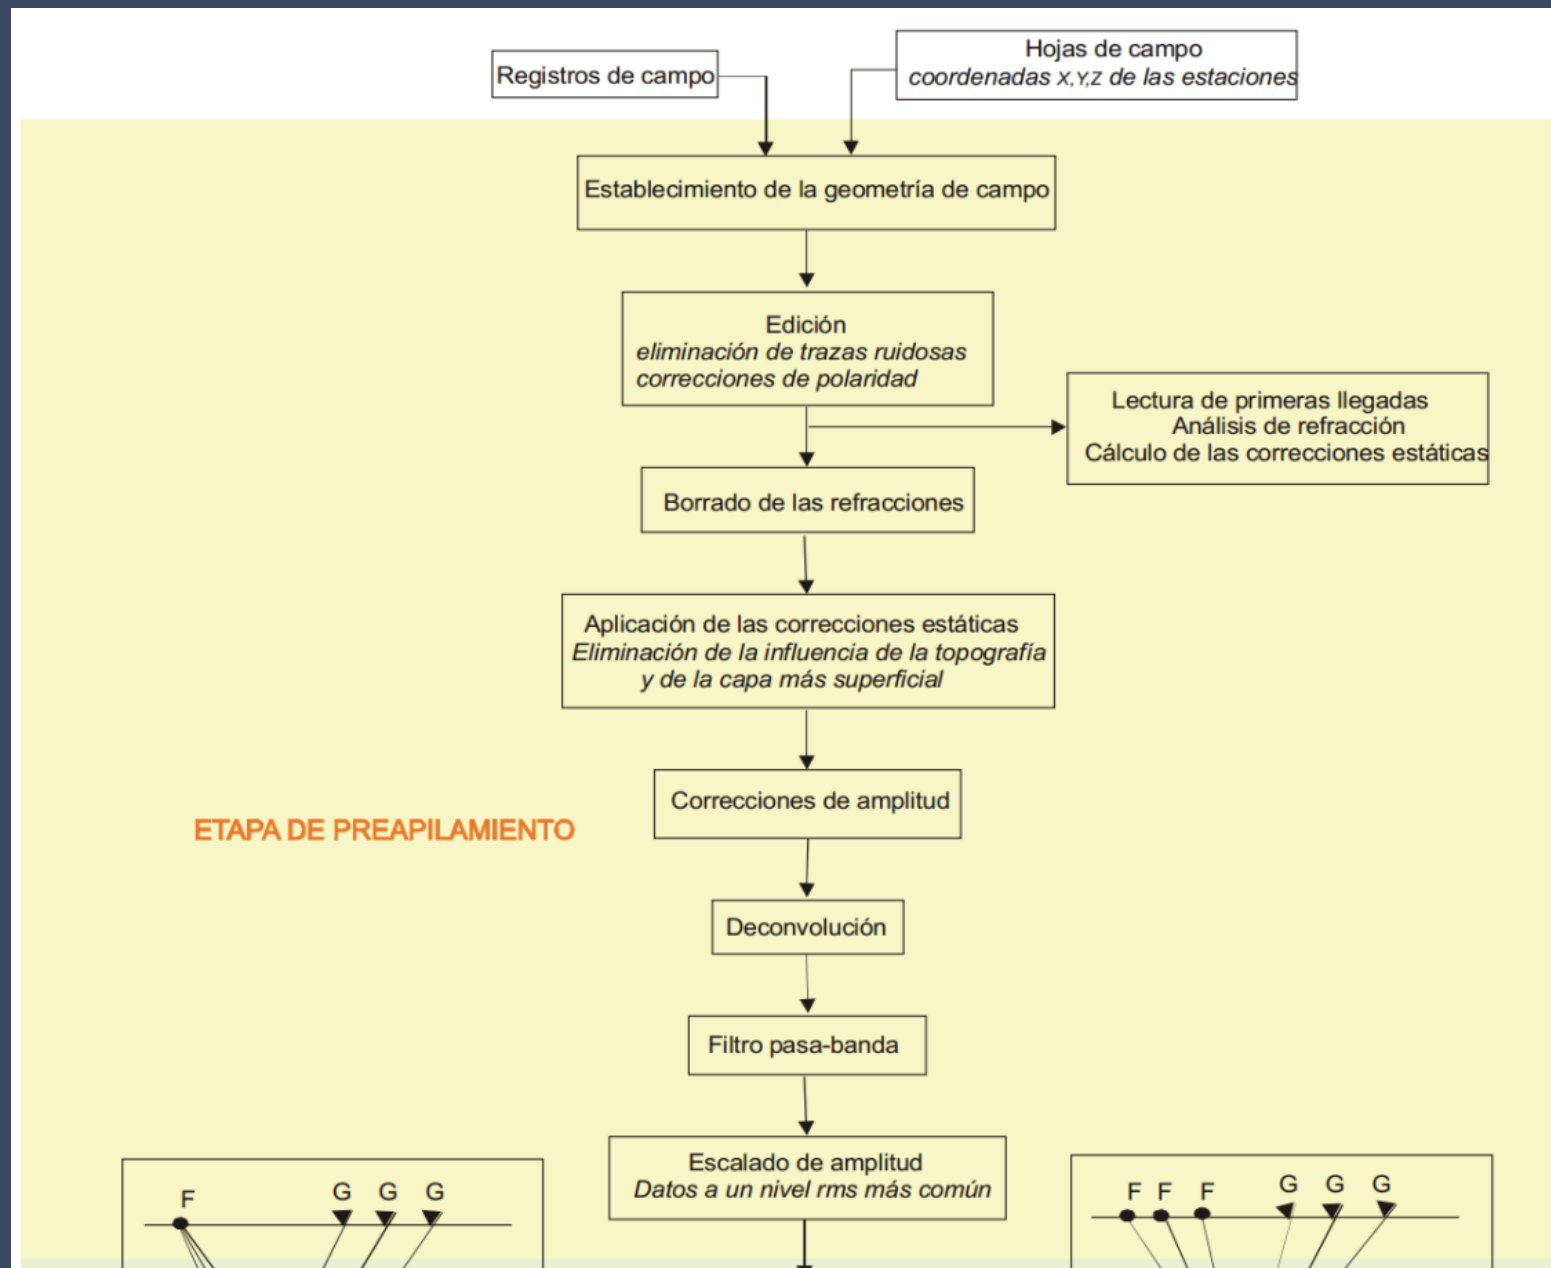 Registros de campo
Hojas de campo
coordenadas X,Y,Z de las estaciones
Establecimiento de la geometría de campo
Edición
eliminación de trazas ruidosas
correcciones de polaridad
Lectura de primeras llegadas
Análisis de refracción
Cálculo de las correcciones estáticas
Borrado de las refracciones
Aplicación de las correcciones estáticas
Eliminación de la influencia de la topografía
y de la capa más superficial
Correcciones de amplitud
ETAPA DE PREAPILAMIENTO
Deconvolución
Filtro pasa-banda
Escalado de amplitud
Datos a un nivel rms más común
F G G G
F F F G G G